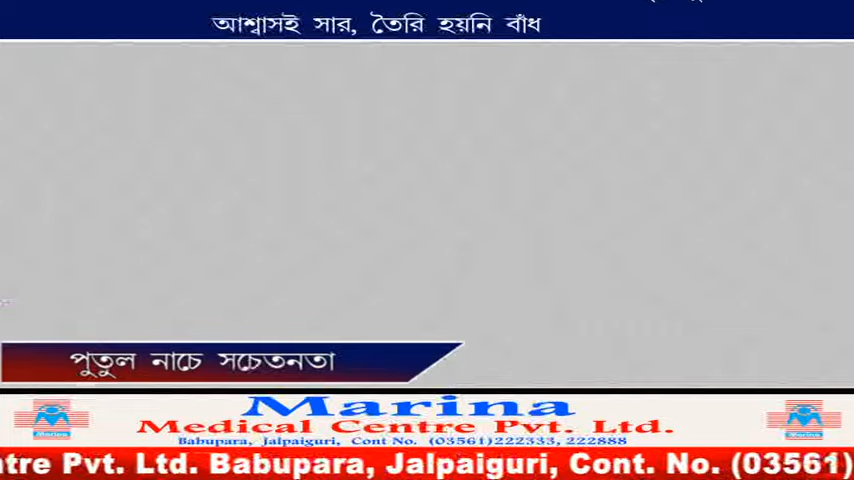 আশ্বাসই সার, তৈরি হয়নি বাঁধ
পুতুল নাচে সচেতনতা
Marina
Medical Centre Pvt. Ltd.
Babupara, Jalpaiguri, Cont No. (03561)222333, 222888
ntre Pvt. Ltd. Babupara, Jalpaiguri, Cont. No. (03561)